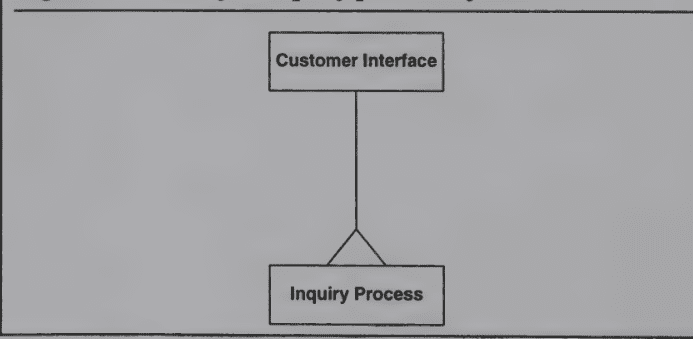 Customer Interface
Inquiry Process